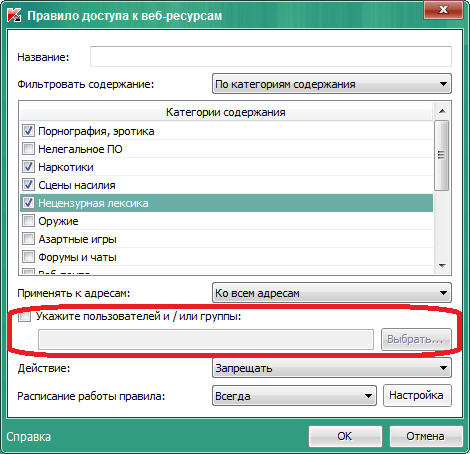 Правило доступа к веб-ресурсам
Название:
Фильтровать содержание: По категориям содержания
Категории содержания
Порнография, эротика
Нелегальное ПО
Наркотики
Сцены насилия
Нецензурная лексика
Оружие
Азартные игры
Форумы и чаты
Веб-почта
Применять к адресам: Ко всем адресам
Укажите пользователей и / или группы:
Выбрать...
Действие: Запрещать
Расписание работы правила: Всегда Настройка
Справка OK Отмена